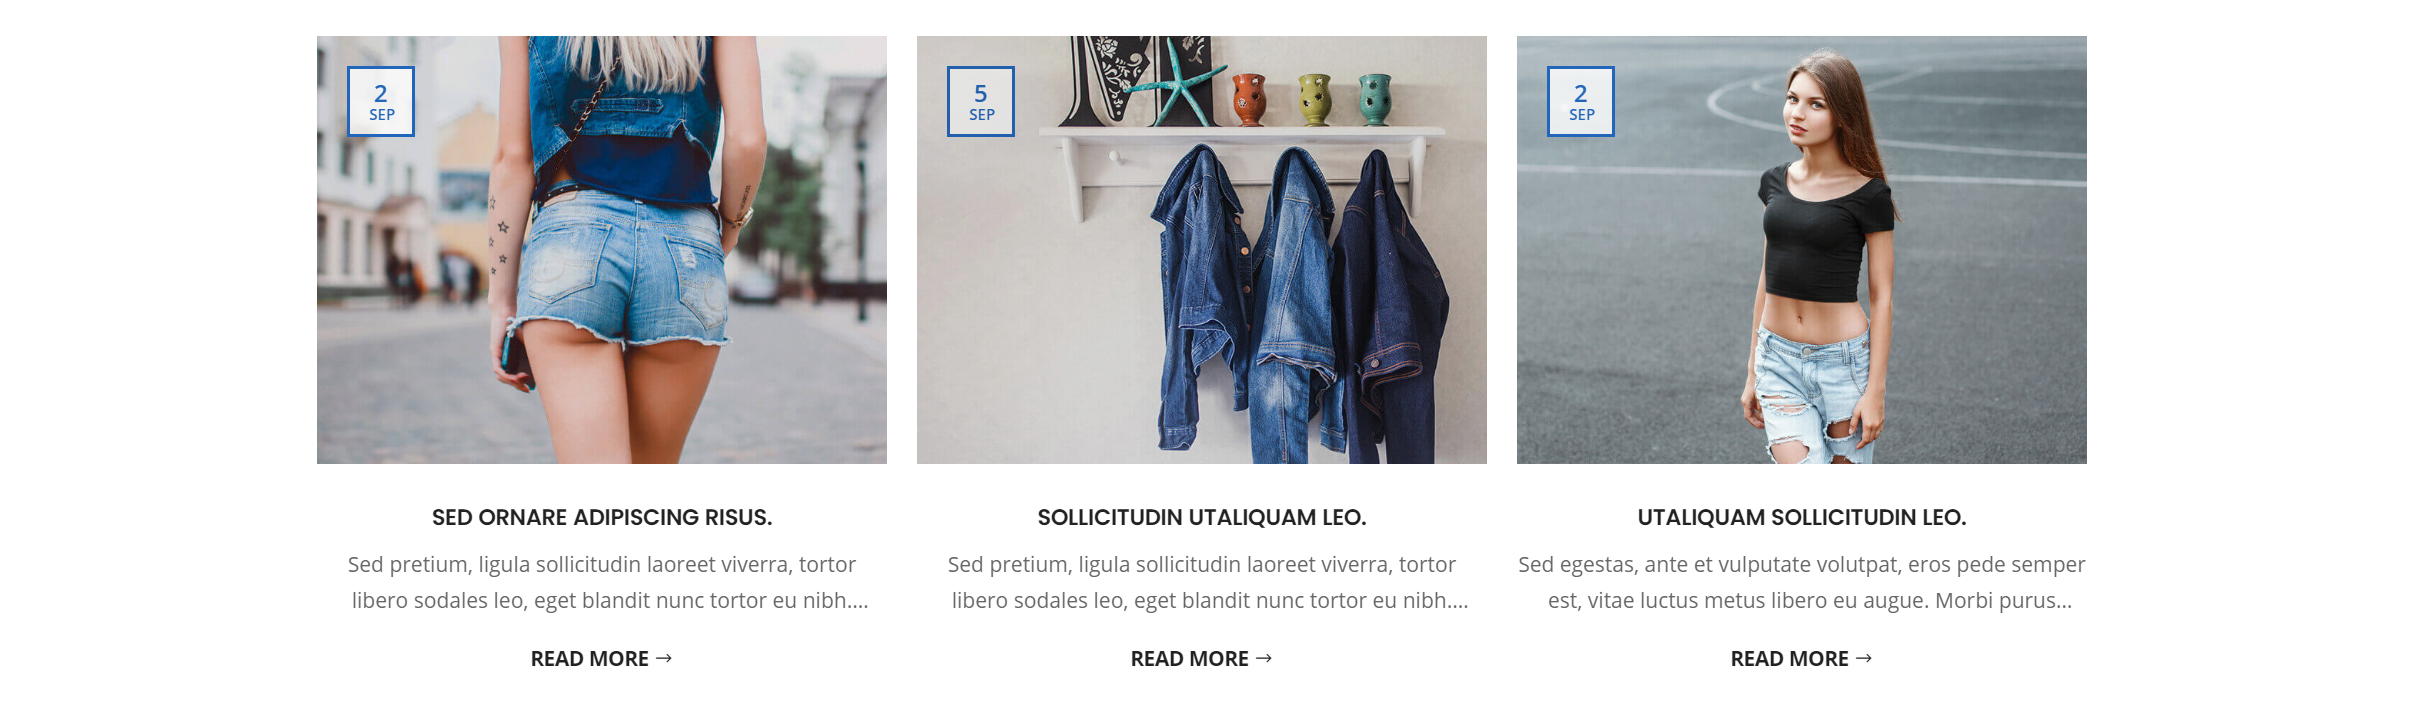 2
SEP
SED ORNARE ADIPISCING RISUS.
Sed pretium, ligula sollicitudin laoreet viverra, tortor
libero sodales leo, eget blandit nunc tortor eu nibh....
READ MORE →
5
SEP
SOLLICITUDIN UTALIQUAM LEO.
Sed pretium, ligula sollicitudin laoreet viverra, tortor
libero sodales leo, eget blandit nunc tortor eu nibh....
READ MORE →
2
SEP
UTALIQUAM SOLLICITUDIN LEO.
Sed egestas, ante et vulputate volutpat, eros pede semper
est, vitae luctus metus libero eu augue. Morbi purus...
READ MORE →